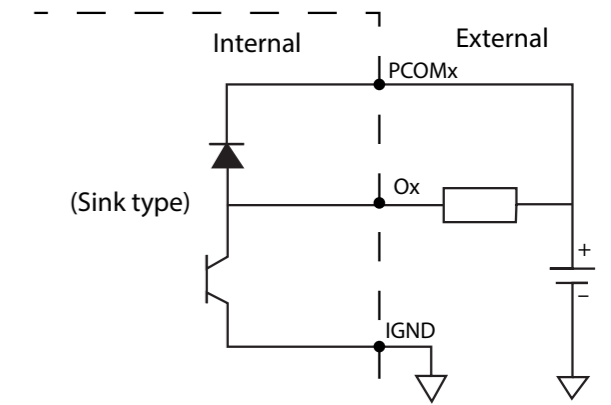 Internal
External
PCOMx
(Sink type)
Ox
+
−
IGND